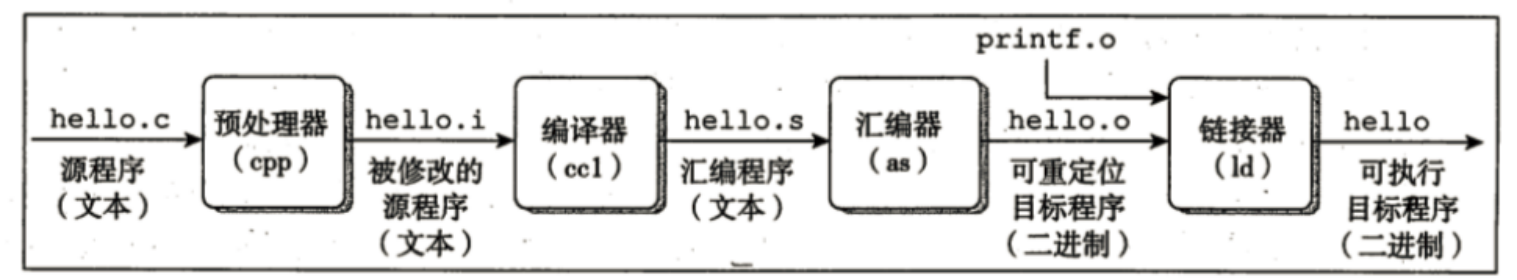 printf.o
hello.c
预处理器
(cpp)
hello.i
编译器
(cc1)
hello.s
汇编器
(as)
hello.o
链接器
(ld)
hello
源程序
(文本)
被修改的
源程序
(文本)
汇编程序
(文本)
可重定位
目标程序
(二进制)
可执行
目标程序
(二进制)